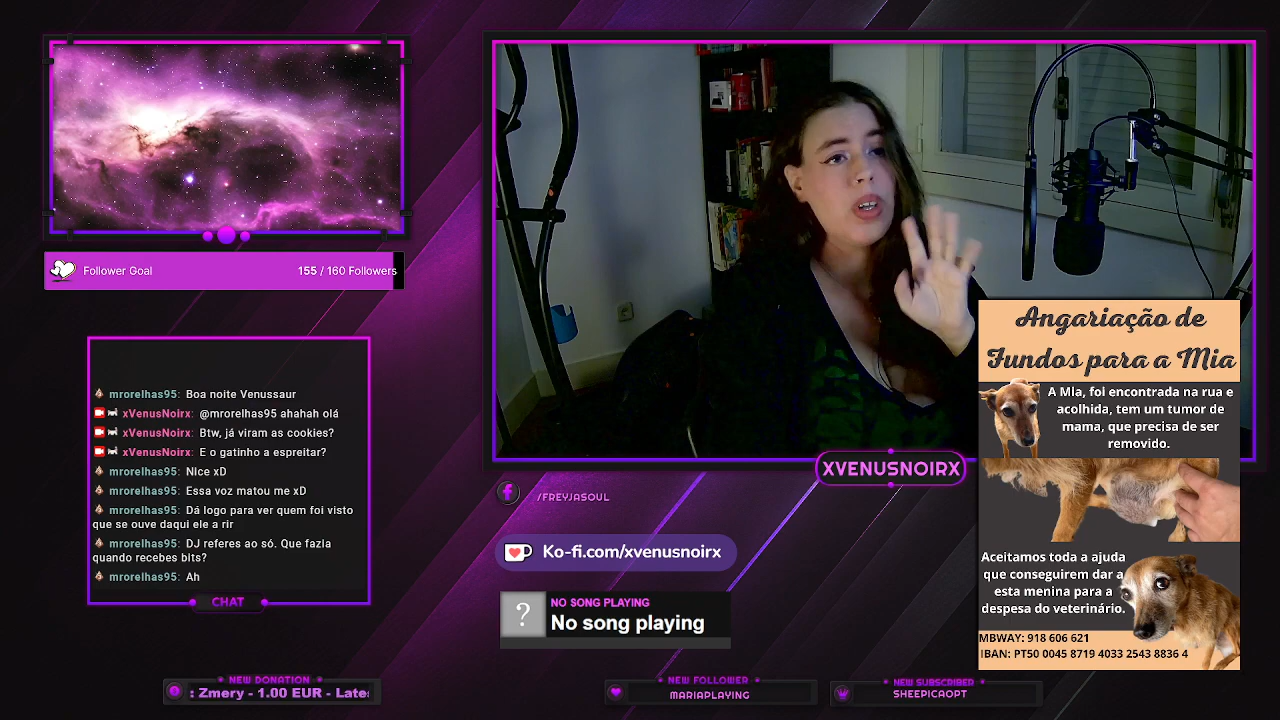 Follower Goal
155 / 160 Followers
mrorelhas95: Boa noite Venussaur
xVenusNoirx: @mrorelhas95 ahahah olá
xVenusNoirx: Btw, já viram as cookies?
xVenusNoirx: E o gatinho a espreitar?
mrorelhas95: NIce xD
mrorelhas95: Essa voz matou me xD
mrorelhas95: Dá logo para ver quem foi visto
que se ouve daqui ele a rir
mrorelhas95: DJ referes ao só. Que fazia
quando recebes bits?
mrorelhas95: Ah
CHAT
NEW DONATION
: Zmery - 1.00 EUR - Late
XVENUSNOIRX
/FREYJASOUL
Ko-fi.com/xvenusnoirx
?
NO SONG PLAYING
No song playing
NEW FOLLOWER
MARIAPLAYING
NEW SUBSCRIBED
SHEEPICAOPT
Angariação de
Fundos para a Mia
A Mia, foi encontrada na rua e
acolhida, tem um tumor de
mama, que precisa de ser
removido.
Aceitamos toda a ajuda
que conseguirem dar a
esta menina para a
despesa do veterinário.
MBWAY: 918 606 621
IBAN: PT50 0045 8719 4033 2543 8836 4